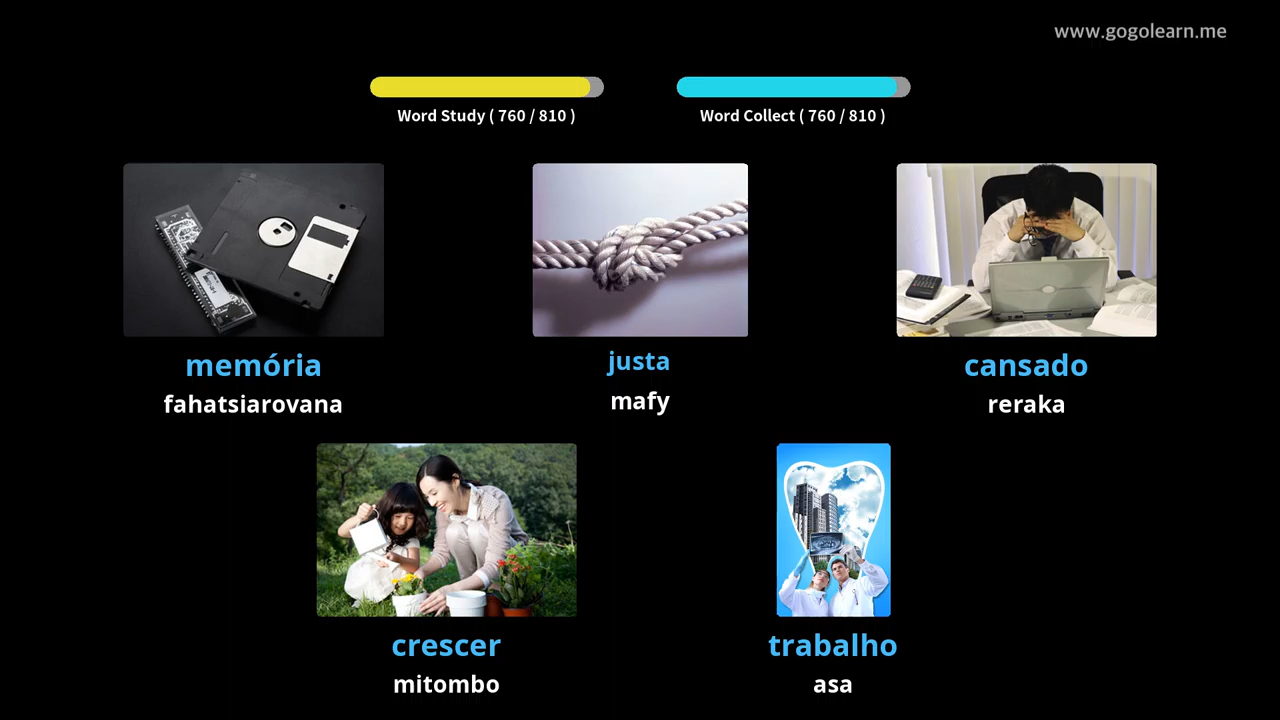 www.gogolearn.me
Word Study ( 760 / 810 )
Word Collect ( 760 / 810 )
memória
justa
cansado
fahatsiarovana
mafy
reraka
crescer
trabalho
mitombo
asa